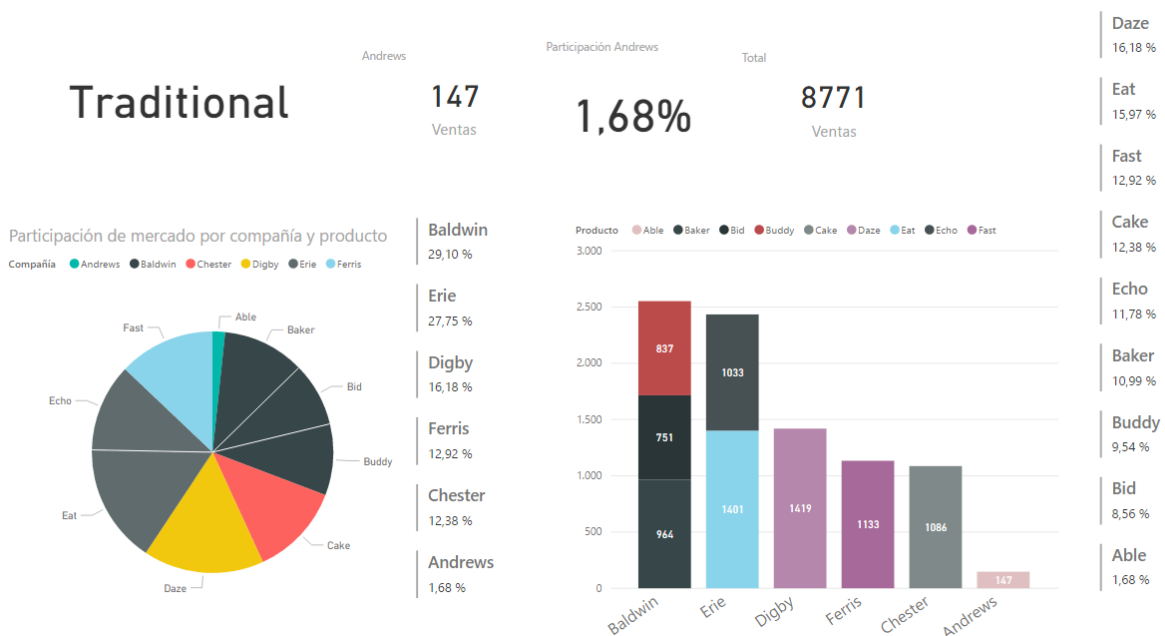 Traditional
Andrews
147
Ventas
Participación Andrews
1,68%
Total
8771
Ventas
Participación de mercado por compañía y producto
Compañía Andrews Baldwin Chester Digby Erie Ferris
Able
Baker
Bid
Buddy
Cake
Daze
Eat
Echo
Fast
Baldwin
29,10 %
Erie
27,75 %
Digby
16,18 %
Ferris
12,92 %
Chester
12,38 %
Andrews
1,68 %
Producto Able Baker Bid Buddy Cake Daze Eat Echo Fast
3.000
2.500
2.000
1.500
1.000
500
0
837
751
964
1033
1401
1419
1133
1086
147
Baldwin
Erie
Digby
Ferris
Chester
Andrews
Daze
16,18 %
Eat
15,97 %
Fast
12,92 %
Cake
12,38 %
Echo
11,78 %
Baker
10,99 %
Buddy
9,54 %
Bid
8,56 %
Able
1,68 %